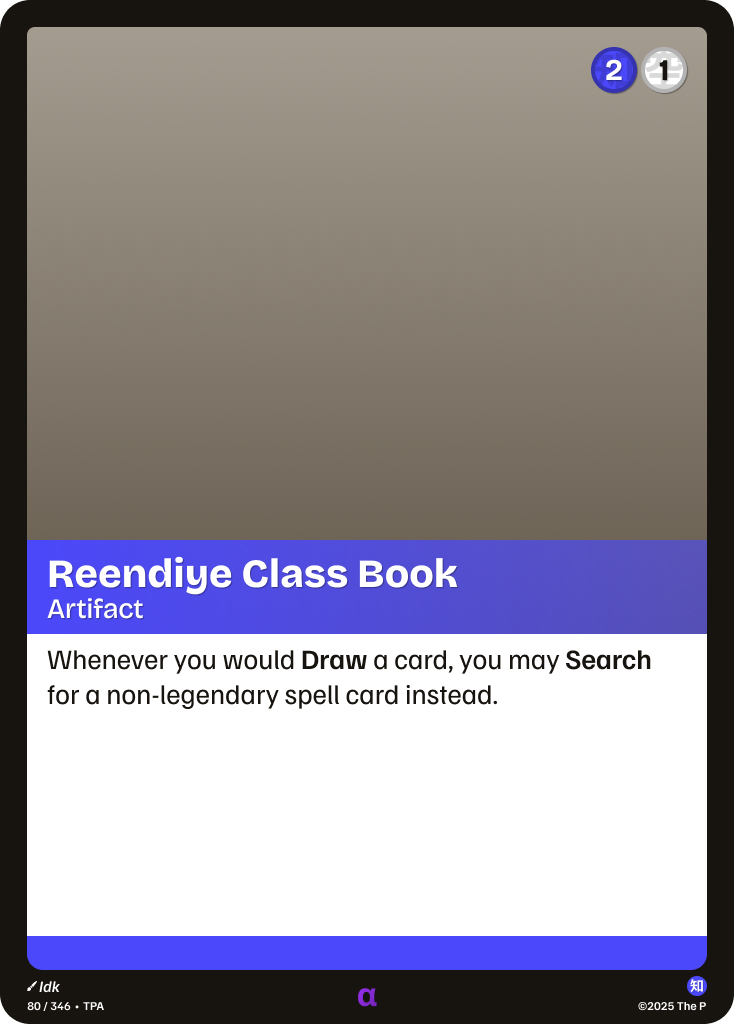 2 1
Reendiye Class Book
Artifact
Whenever you would Draw a card, you may Search
for a non-legendary spell card instead.
Idk
80 / 346 • TPA
α
知
©2025 The P